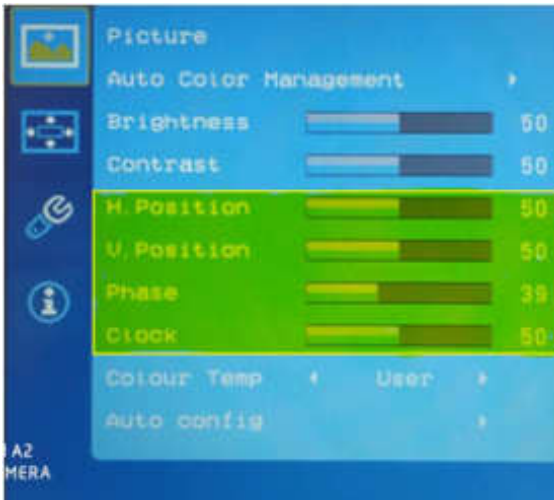 Picture
Auto Color Management
Brightness 50
Contrast 50
H. Position 50
V. Position 50
Phase 39
Clock 50
Colour Temp User
Auto config
A2
MERA